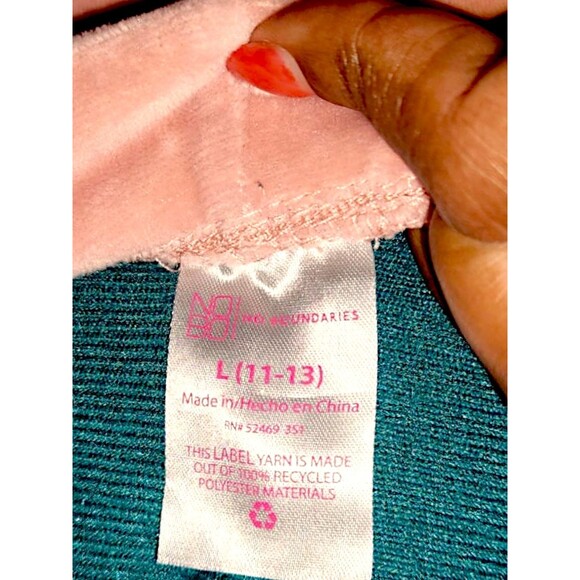 NO
BO
NO BOUNDARIES
L (11-13)
Made in/Hecho en China
RN# 52469 351
THIS LABEL YARN IS MADE
OUT OF 100% RECYCLED
POLYESTER MATERIALS